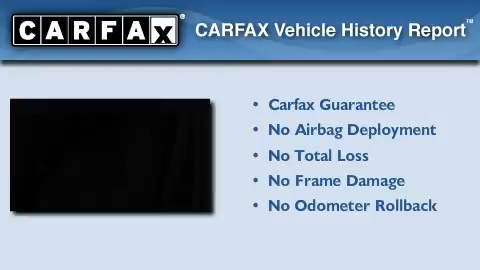 CARFAX® CARFAX Vehicle History Report™
• Carfax Guarantee
• No Airbag Deployment
• No Total Loss
• No Frame Damage
• No Odometer Rollback